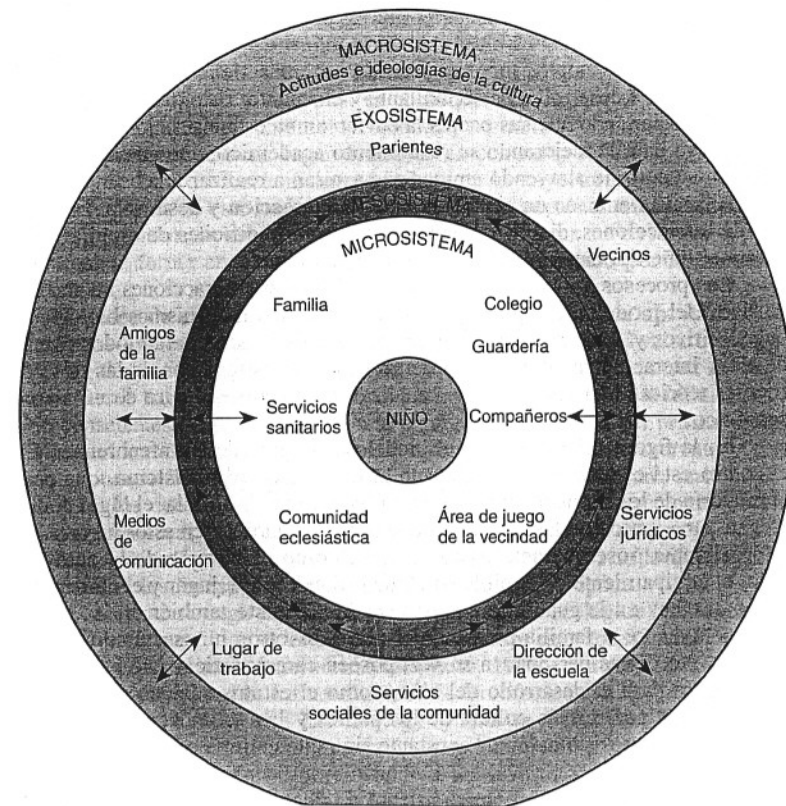 MACROSISTEMA
Actitudes e ideologías de la cultura
EXOSISTEMA
Parientes
MESOSISTEMA
MICROSISTEMA
Vecinos
Familia
Colegio
Amigos
de la
familia
Guardería
Servicios
sanitarios
NINO
Compañeros
Medios
de
comunicación
Comunidad
eclesiástica
Área de juego
de la vecindad
Servicios
jurídicos
Lugar de
trabajo
Dirección de
la escuela
Servicios
sociales de la comunidad